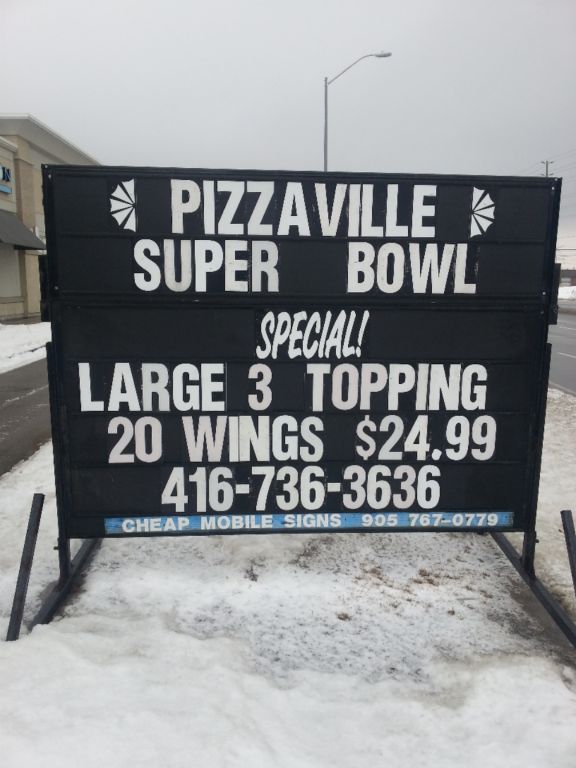 PIZZAVILLE
SUPER BOWL
SPECIAL!
LARGE 3 TOPPING
20 WINGS $24.99
416-736-3636
CHEAP MOBILE SIGNS 905 767-0779